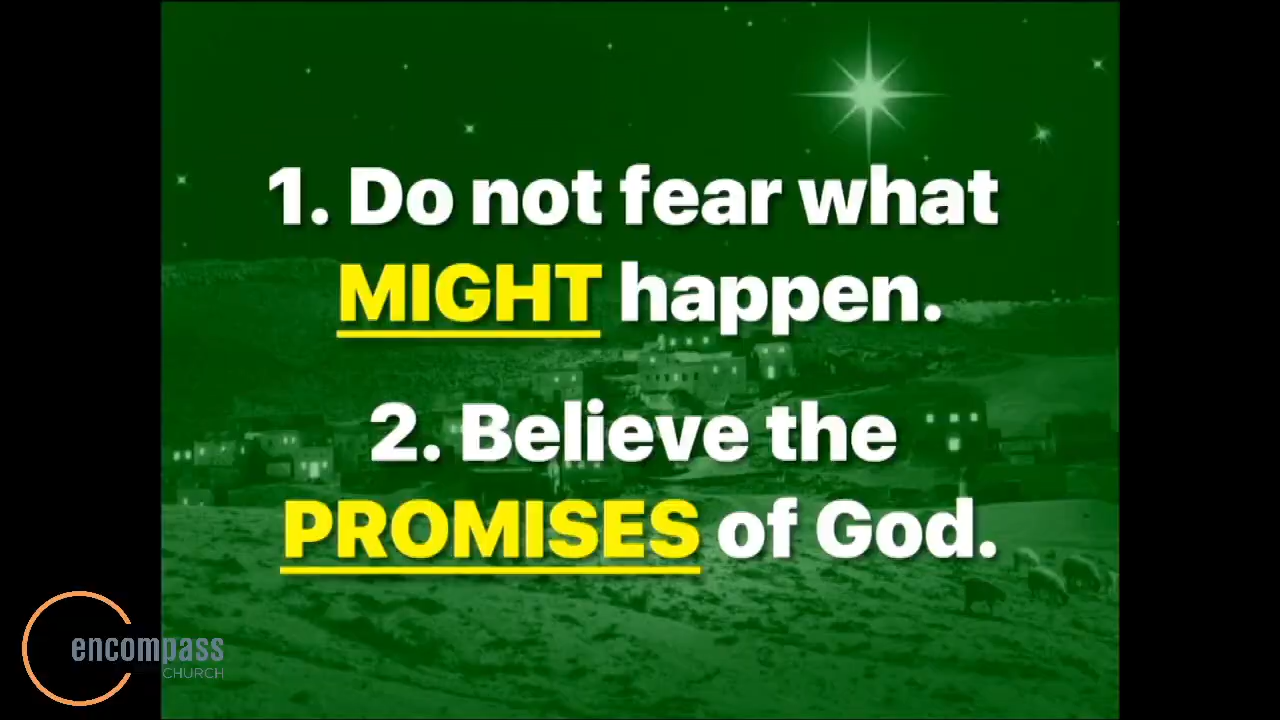 1. Do not fear what
MIGHT happen.
2. Believe the
PROMISES of God.
encompass
CHURCH